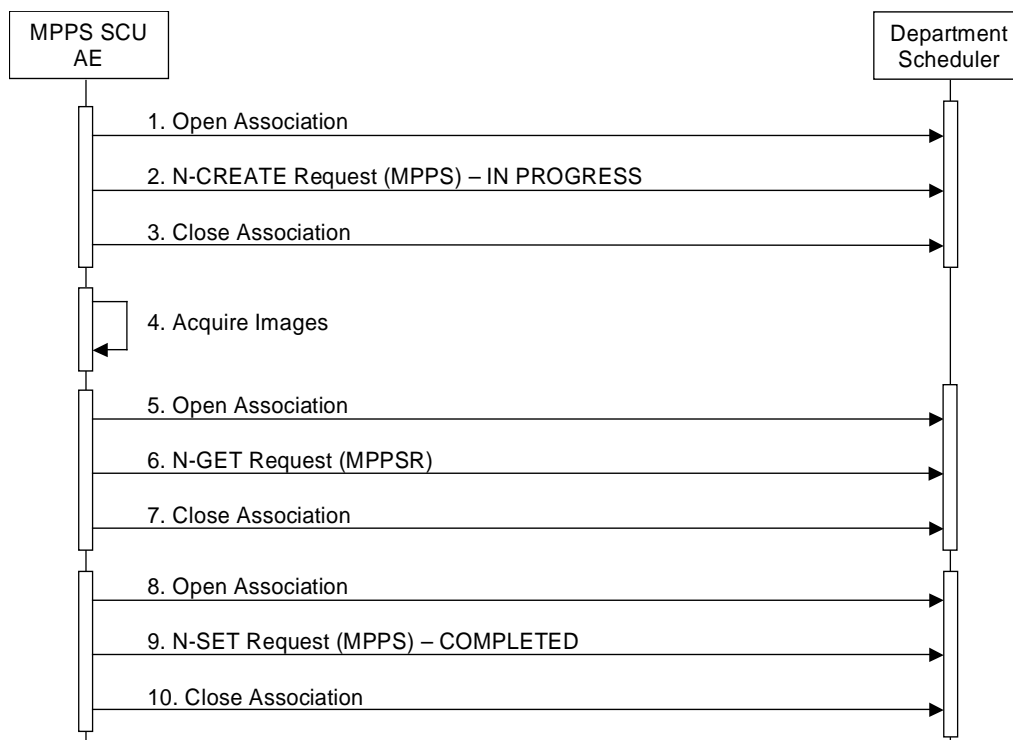 MPPS SCU
AE
Department
Scheduler
1. Open Association
2. N-CREATE Request (MPPS) – IN PROGRESS
3. Close Association
4. Acquire Images
5. Open Association
6. N-GET Request (MPPSR)
7. Close Association
8. Open Association
9. N-SET Request (MPPS) – COMPLETED
10. Close Association